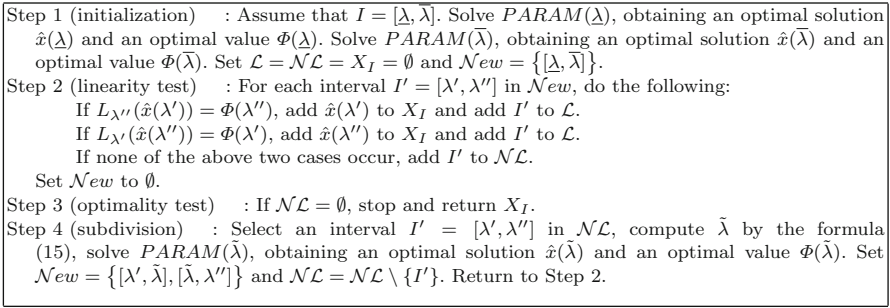 Step 1 (initialization) : Assume that I = [λ̲, λ̅]. Solve PARAM(λ̲), obtaining an optimal solution
x̂(λ̲) and an optimal value Φ(λ̲). Solve PARAM(λ̅), obtaining an optimal solution x̂(λ̅) and an
optimal value Φ(λ̅). Set ℒ = 𝒩ℒ = X_I = ∅ and 𝒩ew = {[λ̲, λ̅]}.
Step 2 (linearity test) : For each interval I′ = [λ′, λ″] in 𝒩ew, do the following:
If L_λ″(x̂(λ′)) = Φ(λ″), add x̂(λ′) to X_I and add I′ to ℒ.
If L_λ′(x̂(λ″)) = Φ(λ′), add x̂(λ″) to X_I and add I′ to ℒ.
If none of the above two cases occur, add I′ to 𝒩ℒ.
Set 𝒩ew to ∅.
Step 3 (optimality test) : If 𝒩ℒ = ∅, stop and return X_I.
Step 4 (subdivision) : Select an interval I′ = [λ′, λ″] in 𝒩ℒ, compute λ̃ by the formula
(15), solve PARAM(λ̃), obtaining an optimal solution x̂(λ̃) and an optimal value Φ(λ̃). Set
𝒩ew = {[λ′, λ̃], [λ̃, λ″]} and 𝒩ℒ = 𝒩ℒ \ {I′}. Return to Step 2.